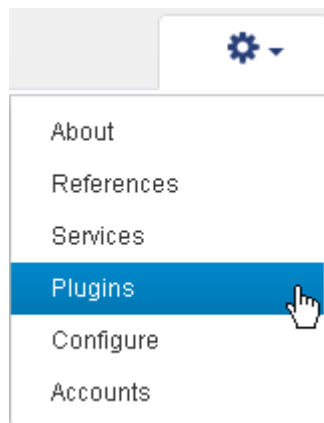 About
References
Services
Plugins
Configure
Accounts